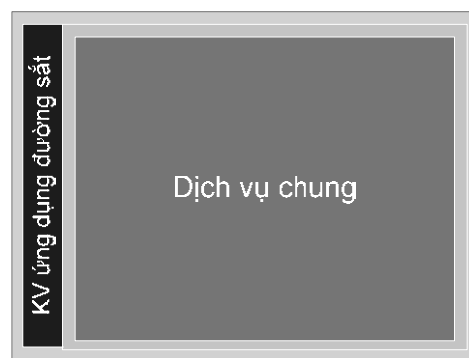 KV ứng dụng đường sắt
Dịch vụ chung